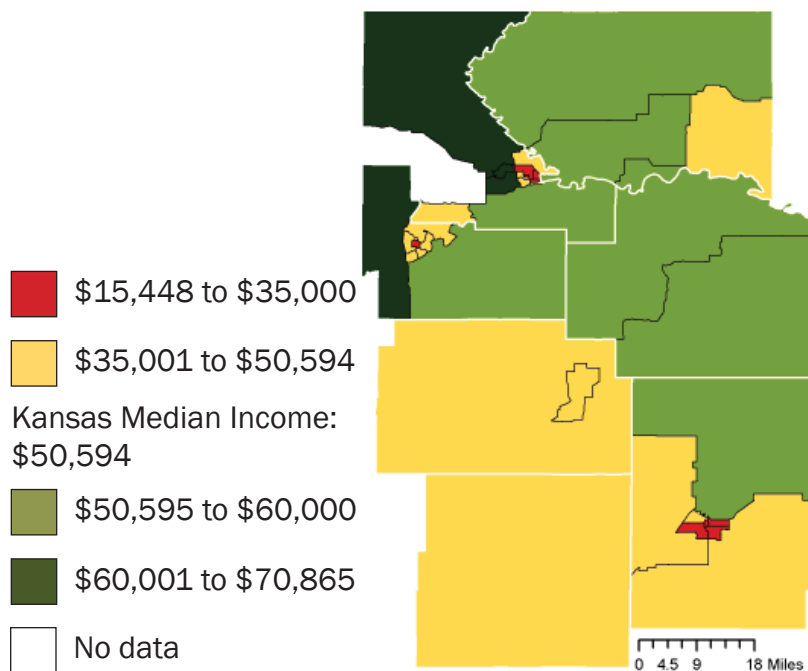 $15,448 to $35,000
$35,001 to $50,594
Kansas Median Income:
$50,594
$50,595 to $60,000
$60,001 to $70,865
No data
0 4.5 9 18 Miles